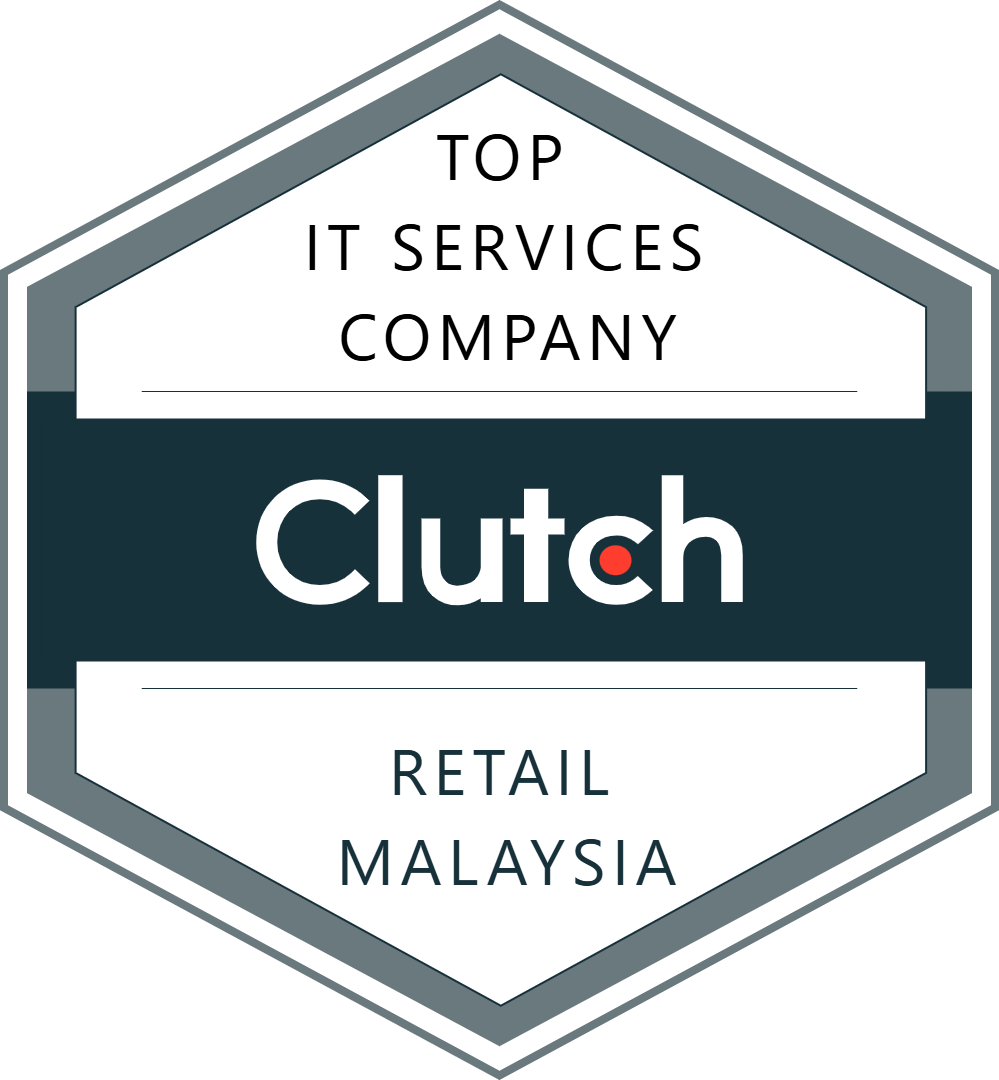 TOP
IT SERVICES
COMPANY
Clutch
RETAIL
MALAYSIA